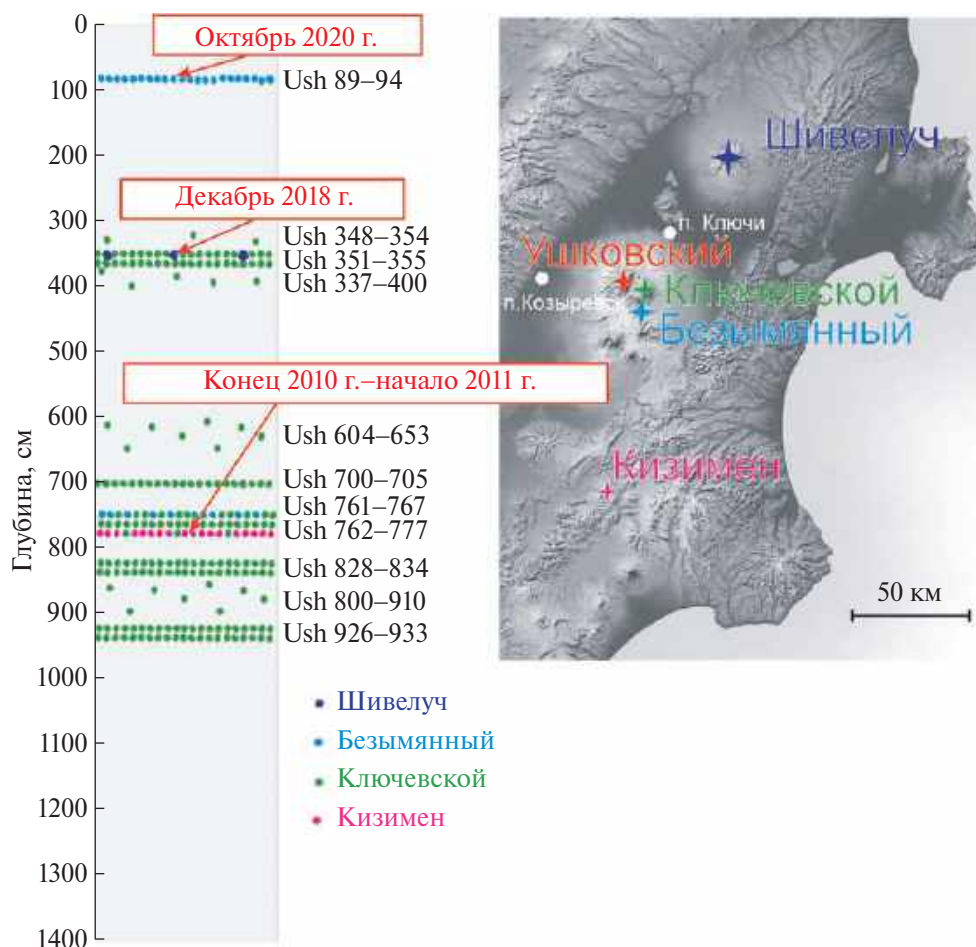 0
100
200
300
400
500
600
700
800
900
1000
1100
1200
1300
1400
Глубина, см
Октябрь 2020 г.
Ush 89–94
Декабрь 2018 г.
Ush 348–354
Ush 351–355
Ush 337–400
Конец 2010 г.–начало 2011 г.
Ush 604–653
Ush 700–705
Ush 761–767
Ush 762–777
Ush 828–834
Ush 800–910
Ush 926–933
Шивелуч
Безымянный
Ключевской
Кизимен
Шивелуч
п. Ключи
Ушковский
Ключевской
п.Козыревск
Безымянный
Кизимен
50 км